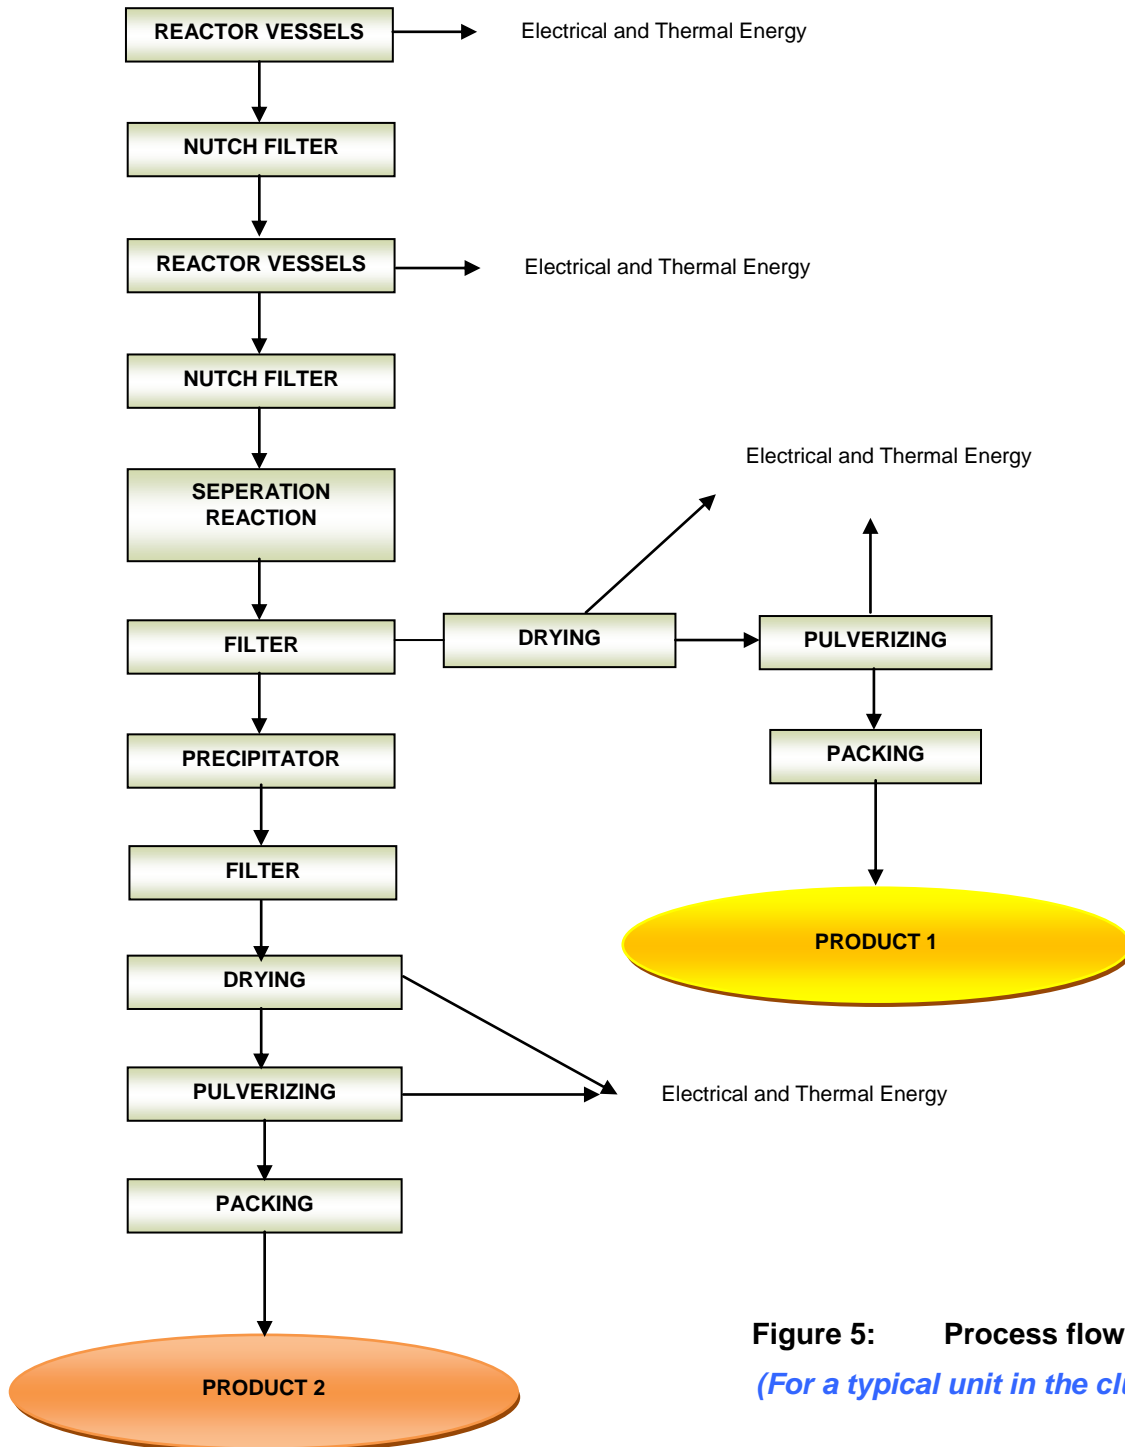 REACTOR VESSELS
Electrical and Thermal Energy
NUTCH FILTER
REACTOR VESSELS
Electrical and Thermal Energy
NUTCH FILTER
Electrical and Thermal Energy
SEPERATION
REACTION
FILTER
DRYING
PULVERIZING
PRECIPITATOR
PACKING
FILTER
PRODUCT 1
DRYING
PULVERIZING
Electrical and Thermal Energy
PACKING
Figure 5: Process flow
(For a typical unit in the
PRODUCT 2